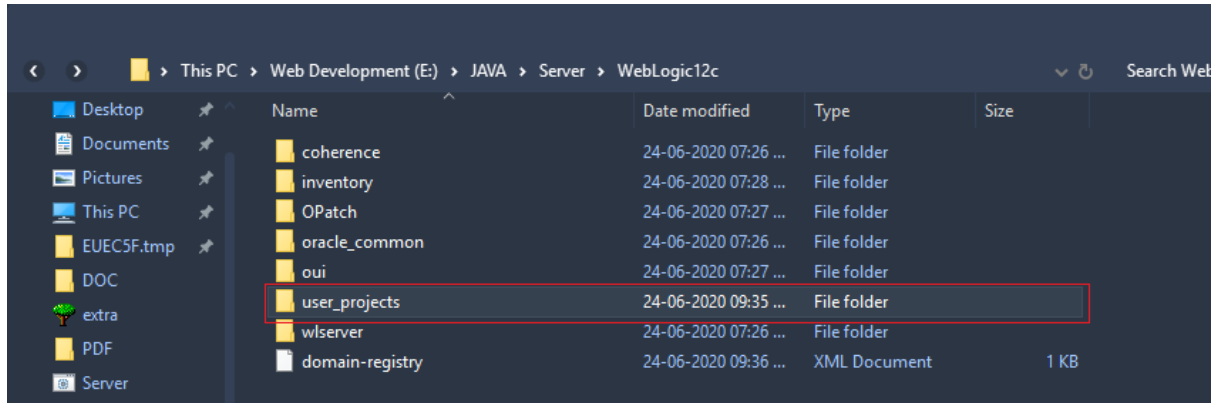 This PC > Web Development (E:) > JAVA > Server > WebLogic12c
Search Web
Desktop
Documents
Pictures
This PC
EUEC5F.tmp
DOC
extra
PDF
Server
Name Date modified Type Size
coherence 24-06-2020 07:26 ... File folder
inventory 24-06-2020 07:28 ... File folder
OPatch 24-06-2020 07:27 ... File folder
oracle_common 24-06-2020 07:26 ... File folder
oui 24-06-2020 07:27 ... File folder
user_projects 24-06-2020 09:35 ... File folder
wlserver 24-06-2020 07:26 ... File folder
domain-registry 24-06-2020 09:36 ... XML Document 1 KB